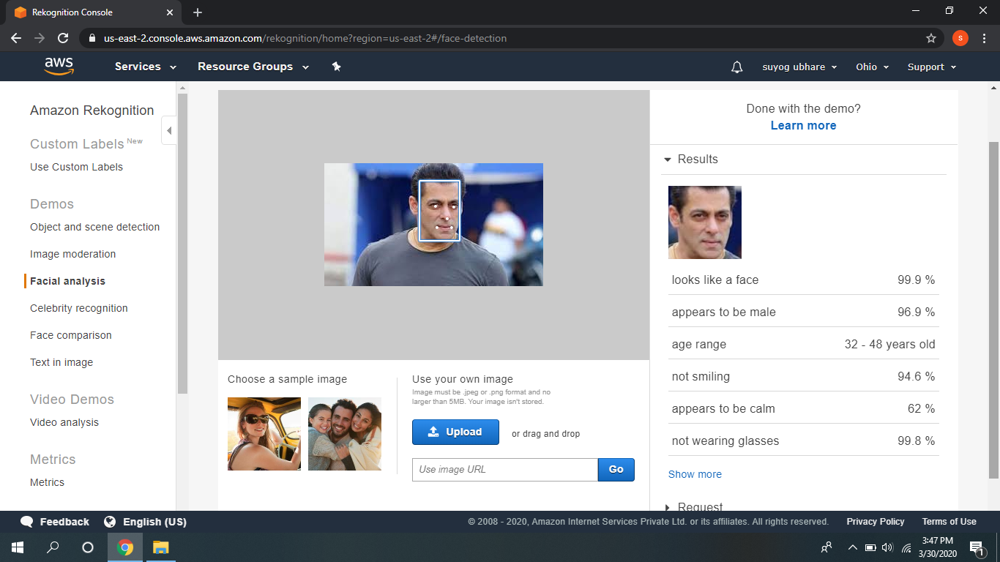 Rekognition Console
us-east-2.console.aws.amazon.com/rekognition/home?region=us-east-2#/face-detection
S
aws
Services
Resource Groups
suyog ubhare
Ohio
Support
Amazon Rekognition
Custom Labels New
Use Custom Labels
Demos
Object and scene detection
Image moderation
Facial analysis
Celebrity recognition
Face comparison
Text in image
Video Demos
Video analysis
Metrics
Metrics
Choose a sample image
Use your own image
Image must be .jpeg or .png format and no
larger than 5MB. Your image isn't stored.
Upload
or drag and drop
Use image URL
Go
Done with the demo?
Learn more
Results
looks like a face 99.9 %
appears to be male 96.9 %
age range 32 - 48 years old
not smiling 94.6 %
appears to be calm 62 %
not wearing glasses 99.8 %
Show more
Request
Feedback
English (US)
© 2008 - 2020, Amazon Internet Services Private Ltd. or its affiliates. All rights reserved.
Privacy Policy
Terms of Use
3:47 PM
3/30/2020
1